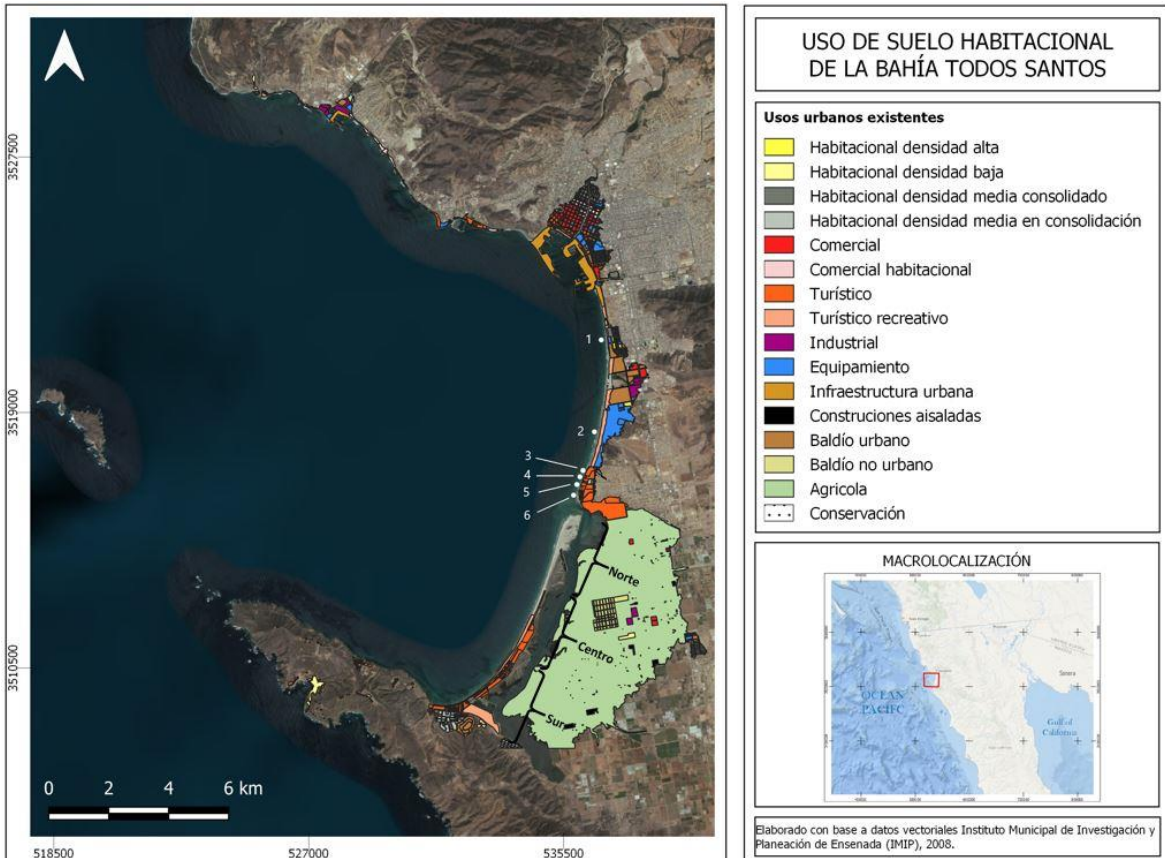 3527500
3519000
3510500
518500
527000
535500
1
2
3
4
5
6
Norte
Centro
Sur
0 2 4 6 km
USO DE SUELO HABITACIONAL
DE LA BAHÍA TODOS SANTOS
Usos urbanos existentes
Habitacional densidad alta
Habitacional densidad baja
Habitacional densidad media consolidado
Habitacional densidad media en consolidación
Comercial
Comercial habitacional
Turístico
Turístico recreativo
Industrial
Equipamiento
Infraestructura urbana
Construciones aisaladas
Baldío urbano
Baldío no urbano
Agricola
Conservación
MACROLOCALIZACIÓN
OCEAN
PACIFC
Sonora
Gulf of
California
Elaborado con base a datos vectoriales Instituto Municipal de Investigación y
Planeación de Ensenada (IMIP), 2008.